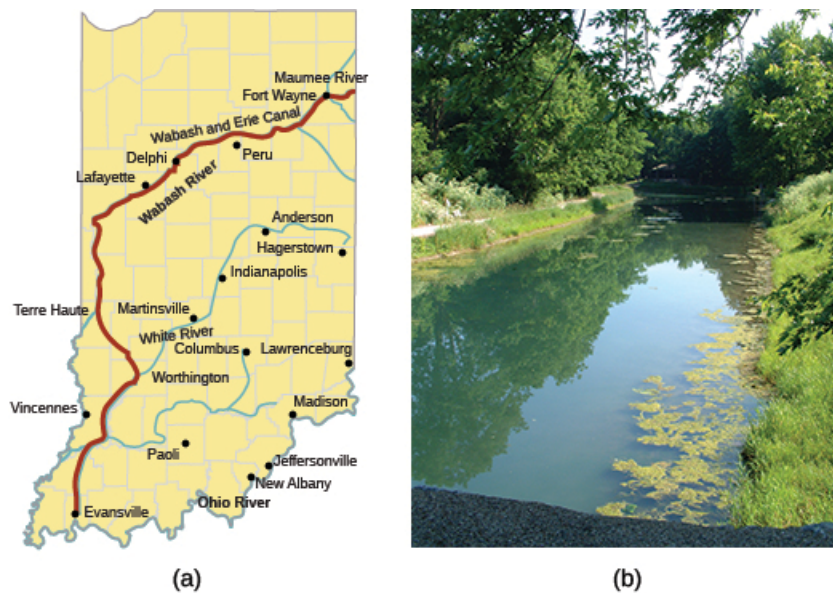 Maumee River
Fort Wayne
Wabash and Erie Canal
Delphi
Peru
Lafayette
Wabash River
Anderson
Hagerstown
Indianapolis
Terre Haute
Martinsville
White River
Columbus
Lawrenceburg
Worthington
Vincennes
Madison
Paoli
Jeffersonville
New Albany
Ohio River
Evansville
(a)
(b)